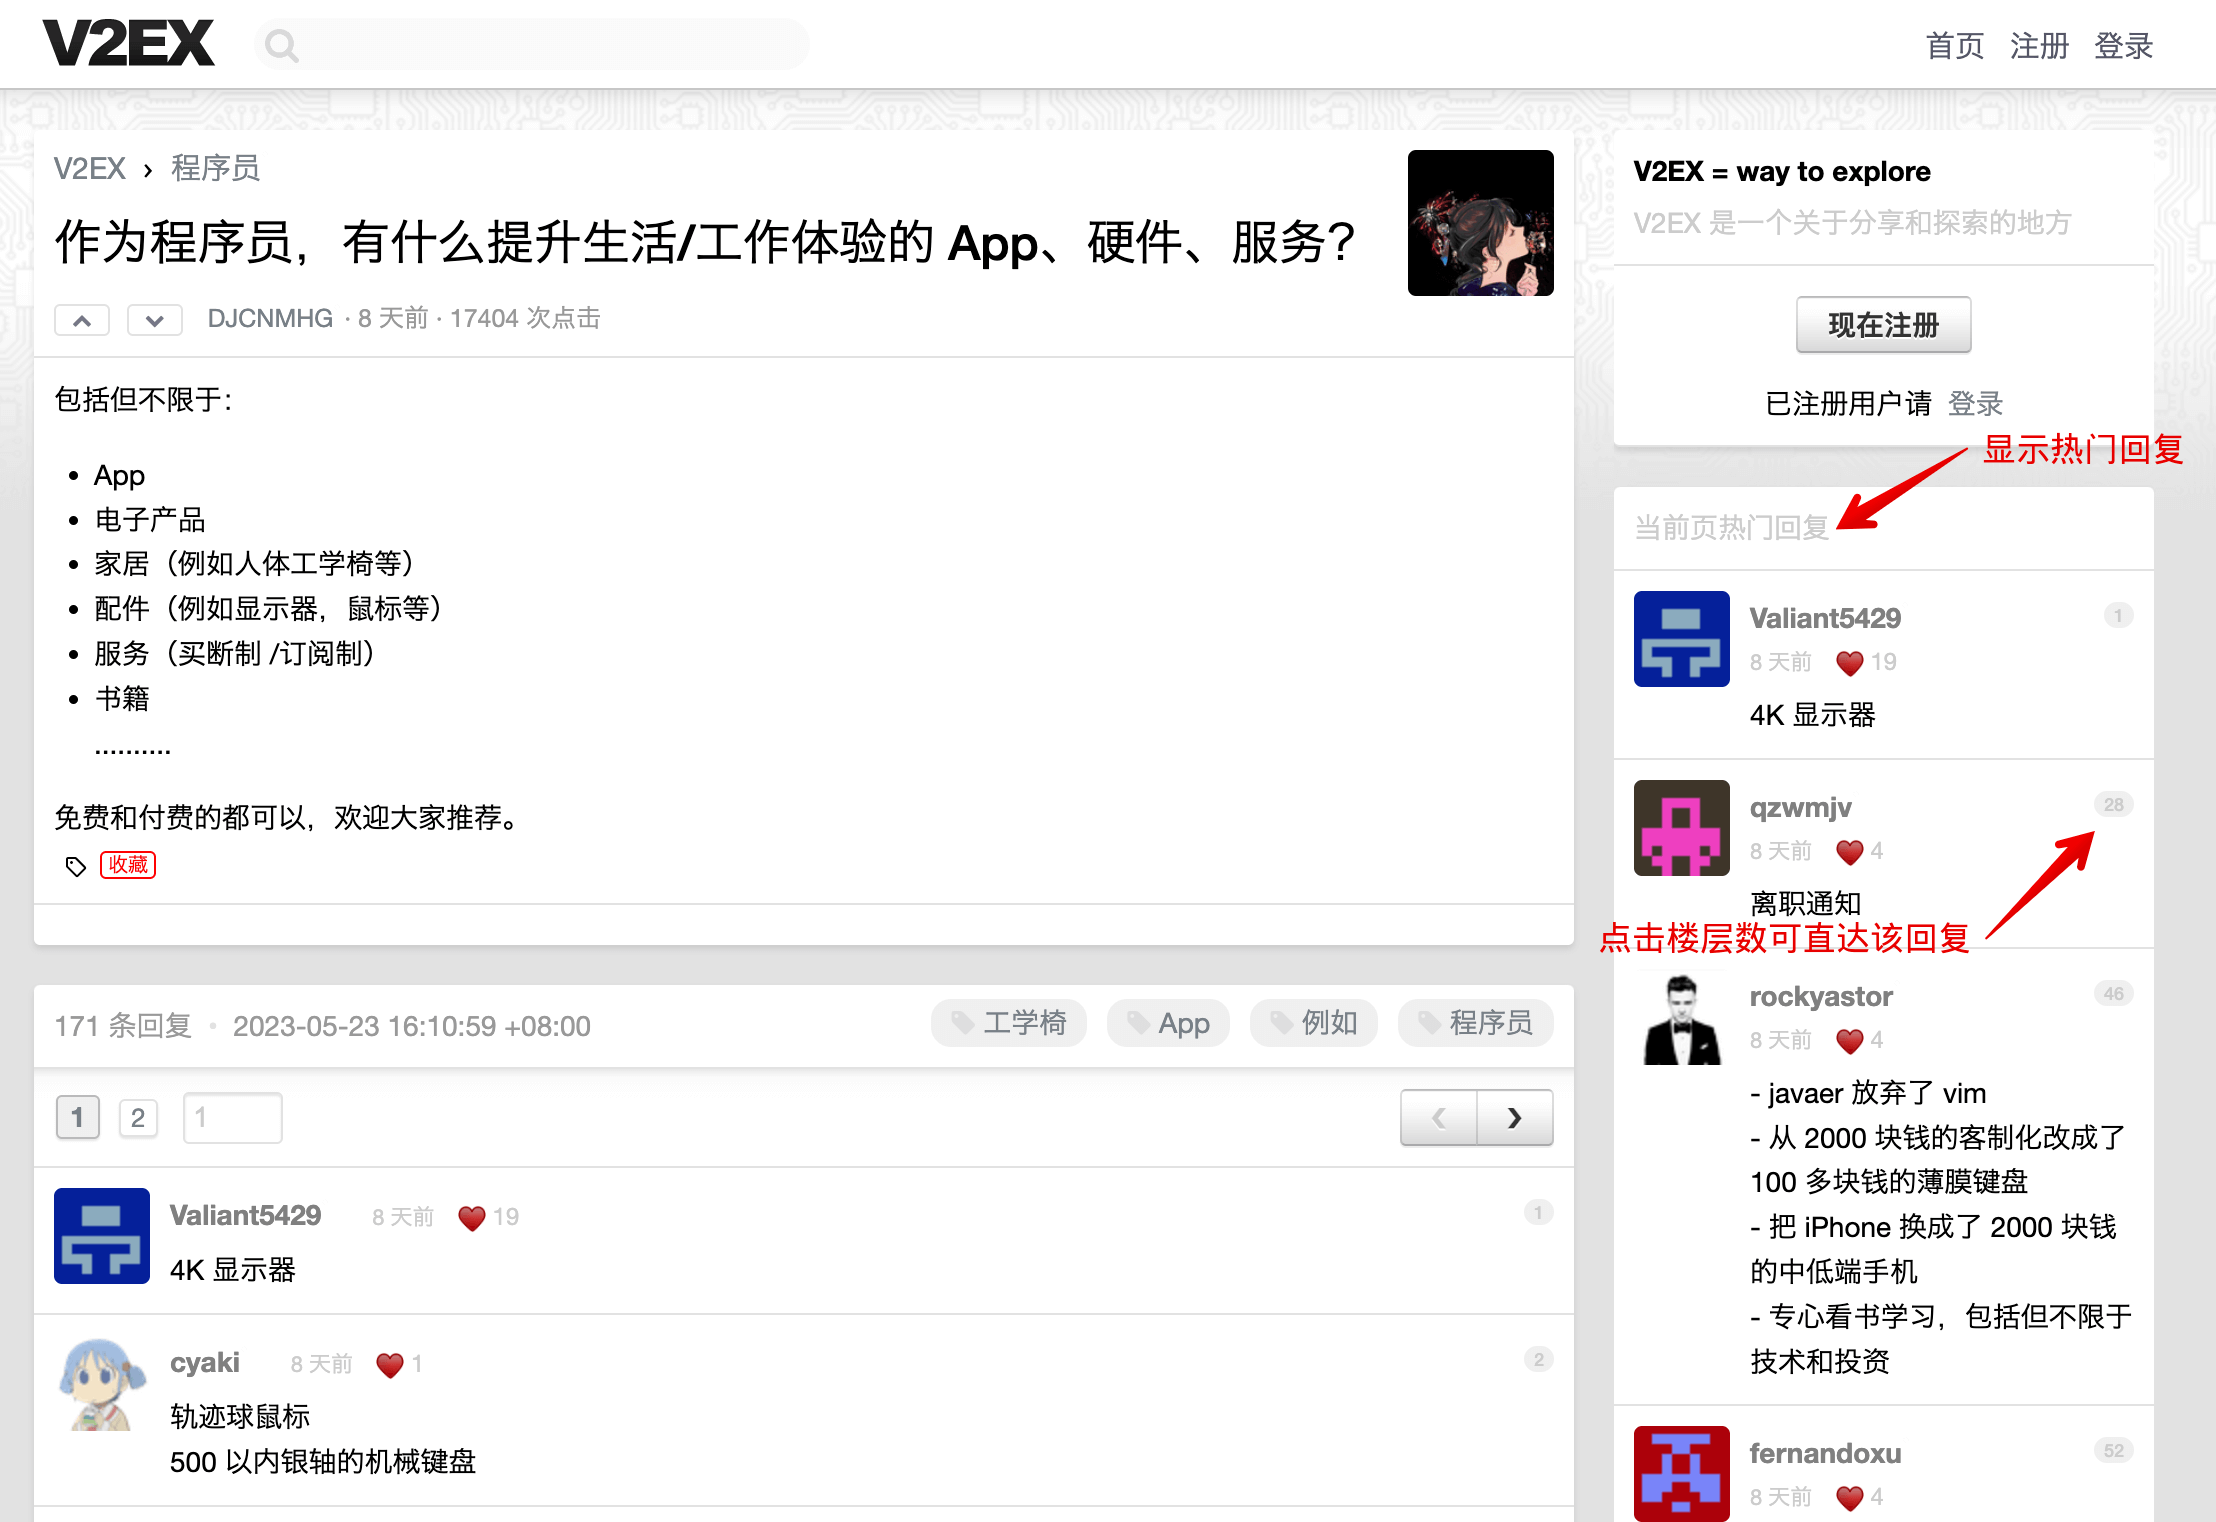 V2EX
首页 注册 登录
V2EX › 程序员
作为程序员，有什么提升生活/工作体验的 App、硬件、服务？
DJCNMHG · 8 天前 · 17404 次点击
包括但不限于：
• App
• 电子产品
• 家居（例如人体工学椅等）
• 配件（例如显示器，鼠标等）
• 服务（买断制 /订阅制）
• 书籍
..........
免费和付费的都可以，欢迎大家推荐。
收藏
171 条回复 • 2023-05-23 16:10:59 +08:00
工学椅 App 例如 程序员
1 2 1
Valiant5429 8 天前 ❤️ 19 1
4K 显示器
cyaki 8 天前 ❤️ 1 2
轨迹球鼠标
500 以内银轴的机械键盘
V2EX = way to explore
V2EX 是一个关于分享和探索的地方
现在注册
已注册用户请 登录
显示热门回复
当前页热门回复
Valiant5429 1
8 天前 ❤️ 19
4K 显示器
qzwmjv 28
8 天前 ❤️ 4
离职通知
点击楼层数可直达该回复
rockyastor 46
8 天前 ❤️ 4
- javaer 放弃了 vim
- 从 2000 块钱的客制化改成了
100 多块钱的薄膜键盘
- 把 iPhone 换成了 2000 块钱
的中低端手机
- 专心看书学习，包括但不限于
技术和投资
fernandoxu 52
8 天前 ❤️ 4